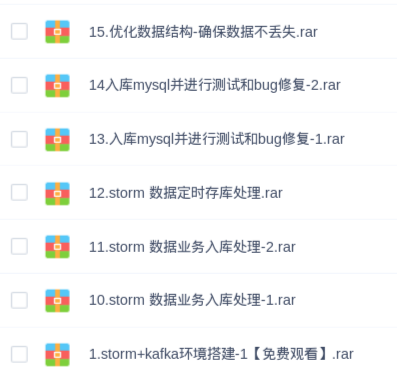 15.优化数据结构-确保数据不丢失.rar
14入库mysql并进行测试和bug修复-2.rar
13.入库mysql并进行测试和bug修复-1.rar
12.storm 数据定时存库处理.rar
11.storm 数据业务入库处理-2.rar
10.storm 数据业务入库处理-1.rar
1.storm+kafka环境搭建-1【免费观看】.rar